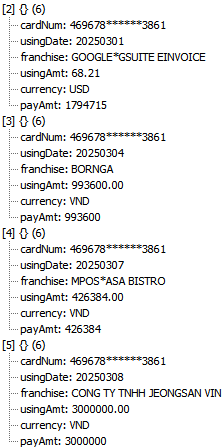 [2] {} (6)
cardNum: 469678******3861
usingDate: 20250301
franchise: GOOGLE*GSUITE EINVOICE
usingAmt: 68.21
currency: USD
payAmt: 1794715
[3] {} (6)
cardNum: 469678******3861
usingDate: 20250304
franchise: BORNGA
usingAmt: 993600.00
currency: VND
payAmt: 993600
[4] {} (6)
cardNum: 469678******3861
usingDate: 20250307
franchise: MPOS*ASA BISTRO
usingAmt: 426384.00
currency: VND
payAmt: 426384
[5] {} (6)
cardNum: 469678******3861
usingDate: 20250308
franchise: CONG TY TNHH JEONGSAN VIN
usingAmt: 3000000.00
currency: VND
payAmt: 3000000